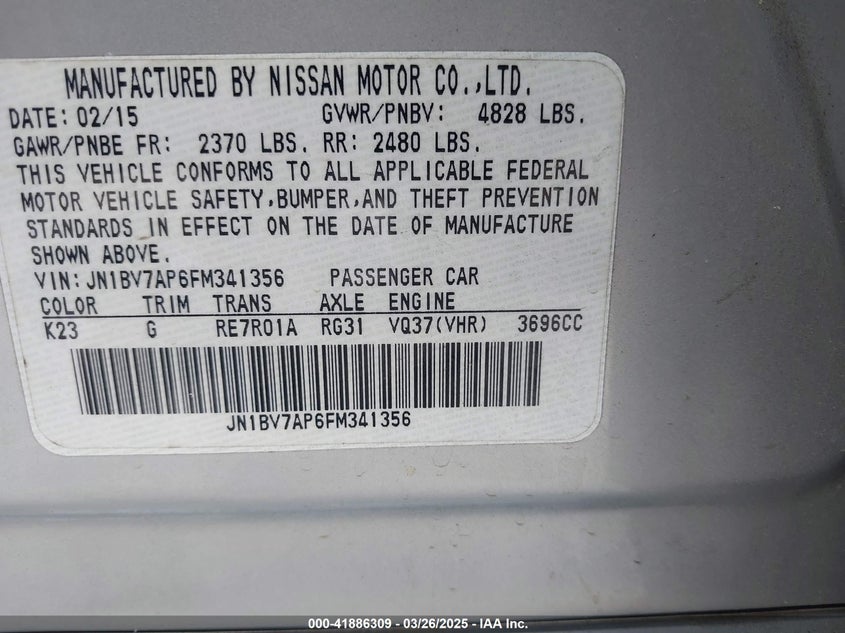 MANUFACTURED BY NISSAN MOTOR CO.,LTD.
DATE: 02/15 GVWR/PNBV: 4828 LBS.
GAWR/PNBE FR: 2370 LBS. RR: 2480 LBS.
THIS VEHICLE CONFORMS TO ALL APPLICABLE FEDERAL
MOTOR VEHICLE SAFETY,BUMPER,AND THEFT PREVENTION
STANDARDS IN EFFECT ON THE DATE OF MANUFACTURE
SHOWN ABOVE.
VIN: JN1BV7AP6FM341356 PASSENGER CAR
COLOR TRIM TRANS AXLE ENGINE
K23 G RE7R01A RG31 VQ37(VHR) 3696CC
JN1BV7AP6FM341356
000-41886309 - 03/26/2025 - IAA Inc.